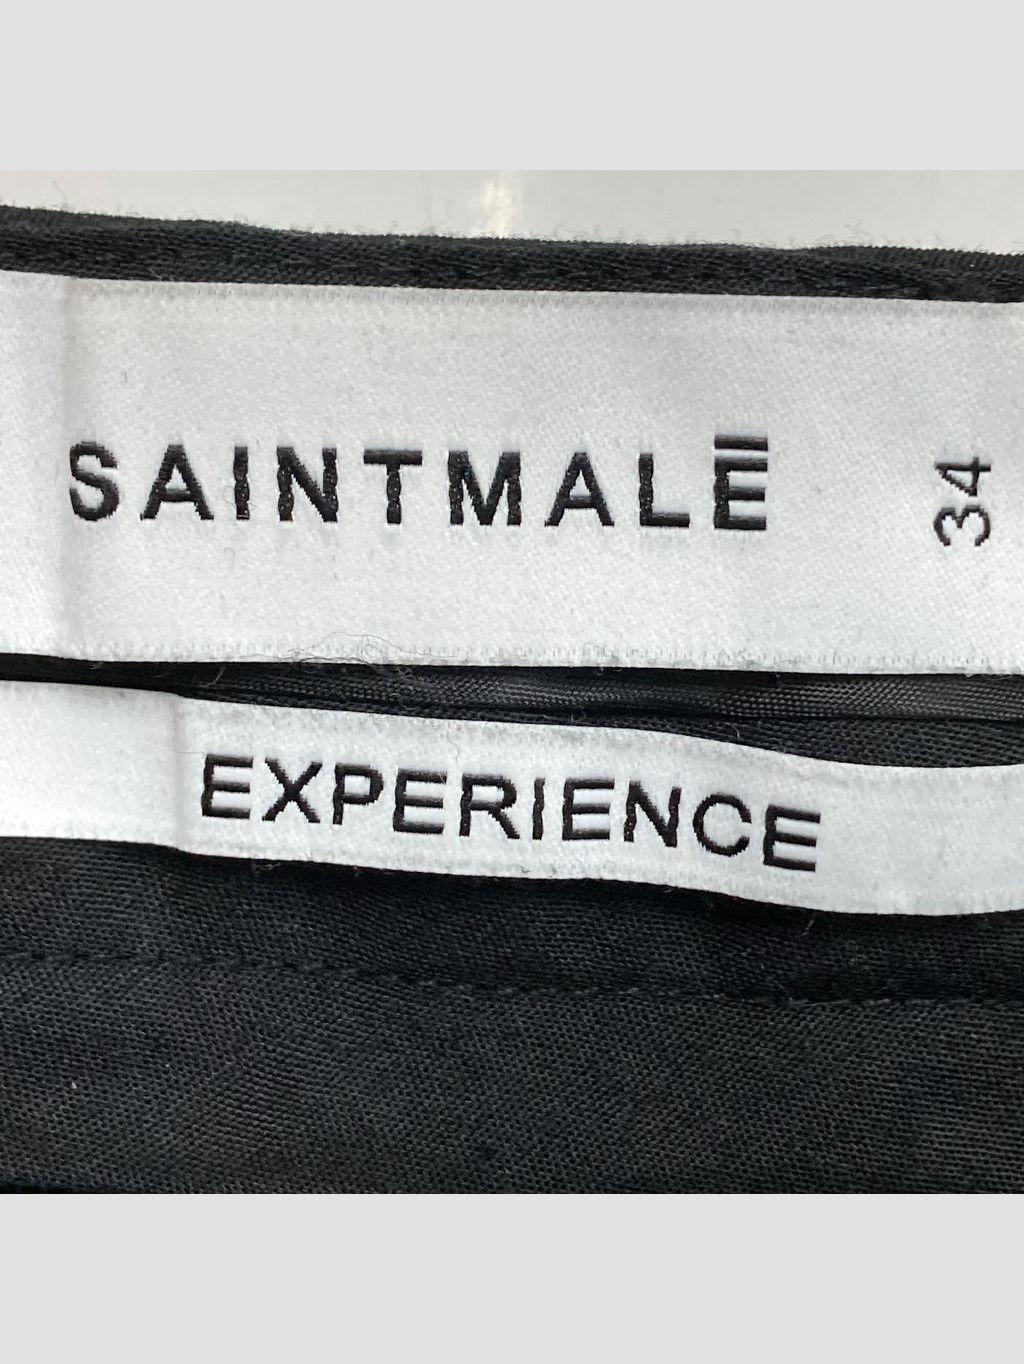 SAINTMALĒ
34
EXPERIENCE